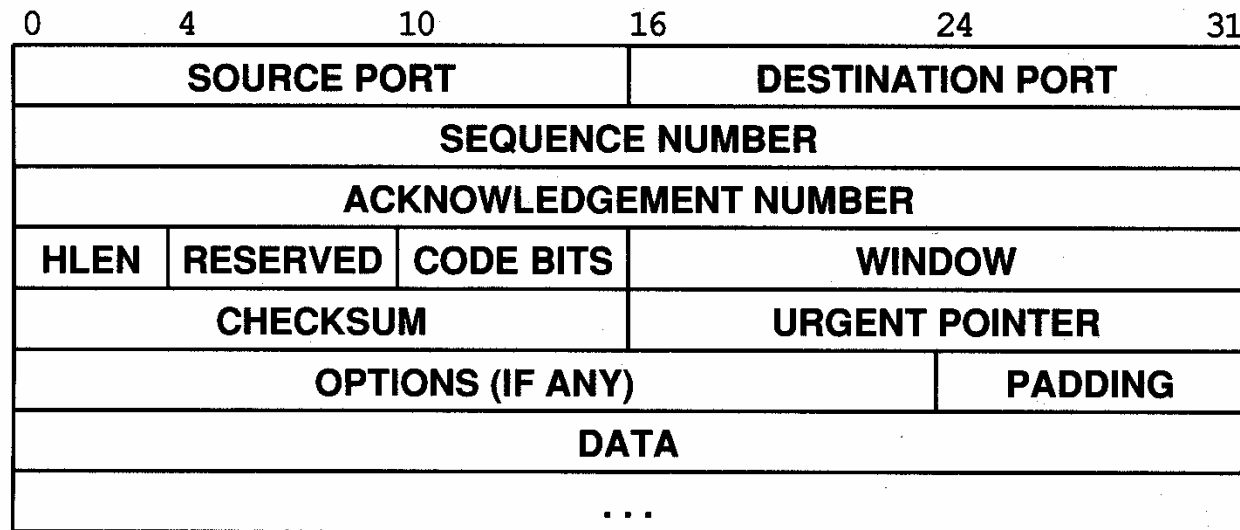 0 4 10 16 24 31
SOURCE PORT DESTINATION PORT
SEQUENCE NUMBER
ACKNOWLEDGEMENT NUMBER
HLEN RESERVED CODE BITS WINDOW
CHECKSUM URGENT POINTER
OPTIONS (IF ANY) PADDING
DATA
...